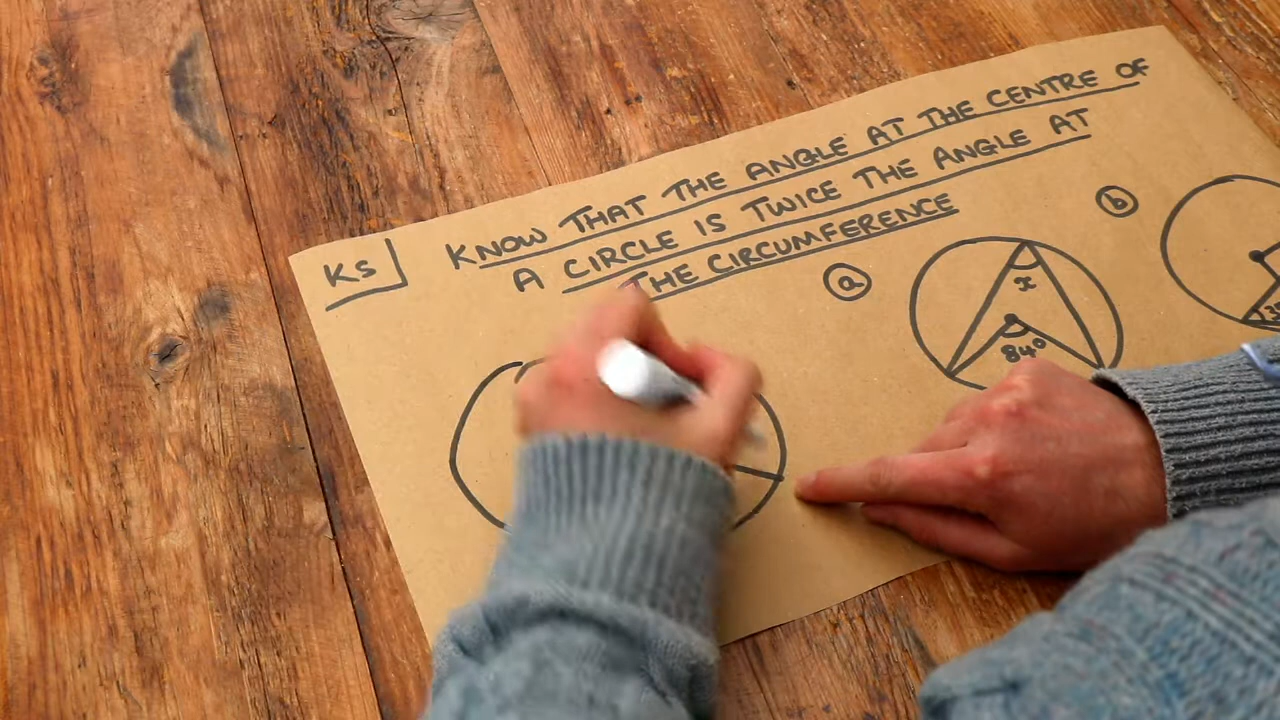 KS
KNOW THAT THE ANGLE AT THE CENTRE OF
A CIRCLE IS TWICE THE ANGLE AT
THE CIRCUMFERENCE
a
b
x
84°